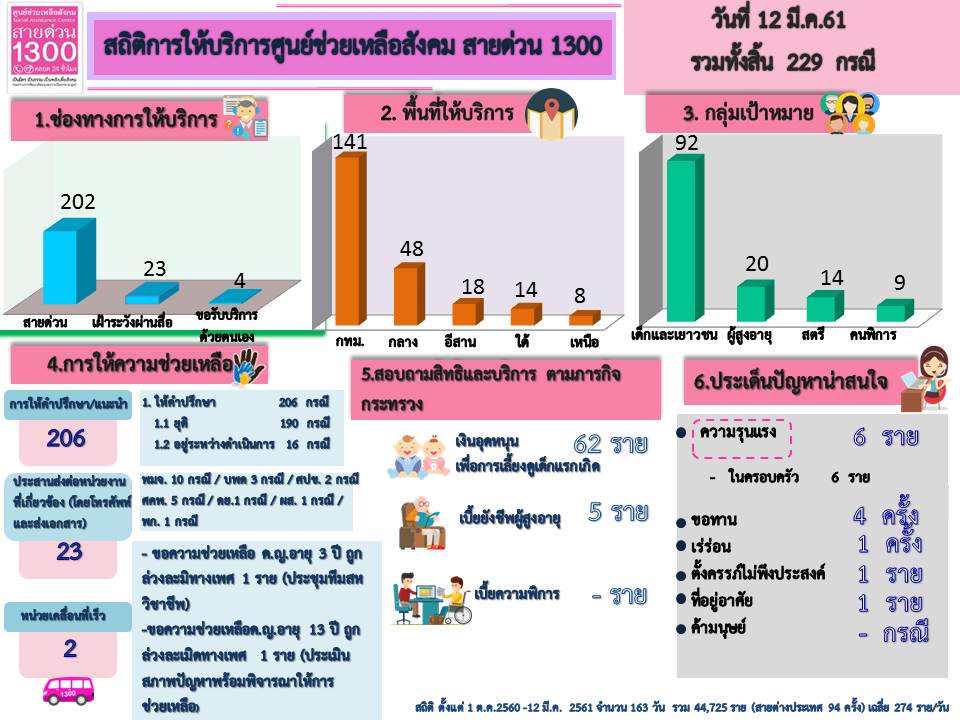 ศูนย์ช่วยเหลือสังคม
Social Assistance Center
สายด่วน
1300
ตลอด 24 ชั่วโมง
สถิติการให้บริการศูนย์ช่วยเหลือสังคม สายด่วน 1300
วันที่ 12 มี.ค.61
รวมทั้งสิ้น 229 กรณี
1.ช่องทางการให้บริการ
202
23
4
สายด่วน
เฝ้าระวังผ่านสื่อ
ขอรับบริการ
ด้วยตนเอง
2. พื้นที่ให้บริการ
141
48
18
14
8
กทม.
กลาง
อีสาน
ใต้
เหนือ
3. กลุ่มเป้าหมาย
92
20
14
9
เด็กและเยาวชน
ผู้สูงอายุ
สตรี
คนพิการ
4.การให้ความช่วยเหลือ
การให้คำปรึกษา/แนะนำ
206
1. ให้คำปรึกษา 206 กรณี
1.1 ยุติ 190 กรณี
1.2 อยู่ระหว่างดำเนินการ 16 กรณี
ประสานส่งต่อหน่วยงาน
ที่เกี่ยวข้อง (โดยโทรศัพท์
และส่งเอกสาร)
23
พมจ. 10 กรณี / บพด 3 กรณี / สปช. 2 กรณี
ศดพ. 5 กรณี / ดย.1 กรณี / ผส. 1 กรณี /
พก. 1 กรณี
หน่วยเคลื่อนที่เร็ว
2
1300
- ขอความช่วยเหลือ ด.ญ.อายุ 3 ปี ถูก
ล่วงละมิทางเพศ 1 ราย (ประชุมทีมสห
วิชาชีพ)
-ขอความช่วยเหลือด.ญ.อายุ 13 ปี ถูก
ล่วงละเมิดทางเพศ 1 ราย (ประเมิน
สภาพปัญหาพร้อมพิจารณาให้การ
ช่วยเหลือ)
5.สอบถามสิทธิและบริการ ตามภารกิจ
กระทรวง
เงินอุดหนุน
เพื่อการเลี้ยงดูเด็กแรกเกิด
62 ราย
เบี้ยยังชีพผู้สูงอายุ
5 ราย
เบี้ยความพิการ
- ราย
6.ประเด็นปัญหาน่าสนใจ
ความรุนแรง 6 ราย
- ในครอบครัว 6 ราย
ขอทาน 4 ครั้ง
เร่ร่อน 1 ครั้ง
ตั้งครรภ์ไม่พึงประสงค์ 1 ราย
ที่อยู่อาศัย 1 ราย
ค้ามนุษย์ - กรณี
สถิติ ตั้งแต่ 1 ต.ค.2560 -12 มี.ค. 2561 จำนวน 163 วัน รวม 44,725 ราย (สายต่างประเทศ 94 ครั้ง) เฉลี่ย 274 ราย/วัน